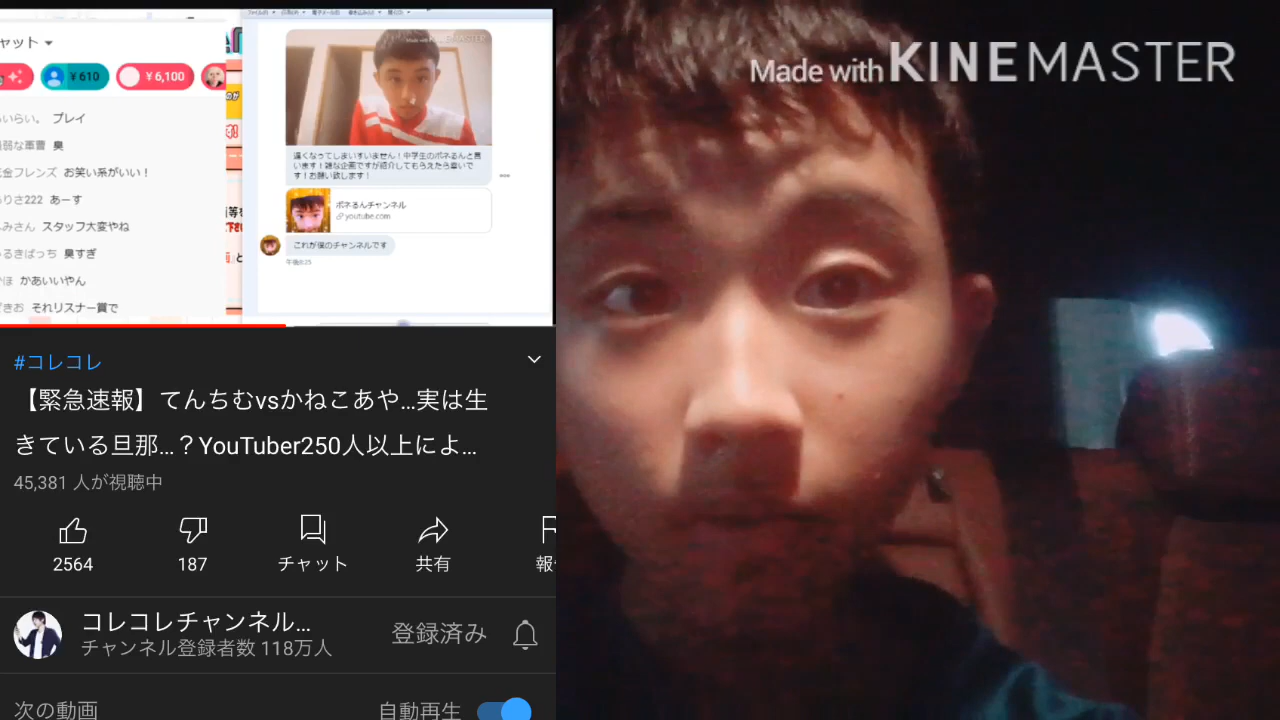 ャット
¥610
¥6,100
いらい。 プレイ
弱な軍曹 臭
金フレンズ お笑い系がいい！
りさ222 あーす
みさん スタッフ大変やね
るきぱっち 臭すぎ
ほ かあいいやん
きお それリスナー賞で
Made with KINEMASTER
遅くなってしまいすいません！中学生のポネるんと言
います！雑な企画ですが紹介してもらえたら幸いで
す！お願い致します！
ポネるんチャンネル
youtube.com
これが僕のチャンネルです
#コレコレ
【緊急速報】てんちむvsかねこあや...実は生
きている旦那...？YouTuber250人以上によ...
45,381 人が視聴中
2564
187
チャット
共有
報
コレコレチャンネル...
チャンネル登録者数 118万人
登録済み
次の動画
自動再生
Made with KINEMASTER